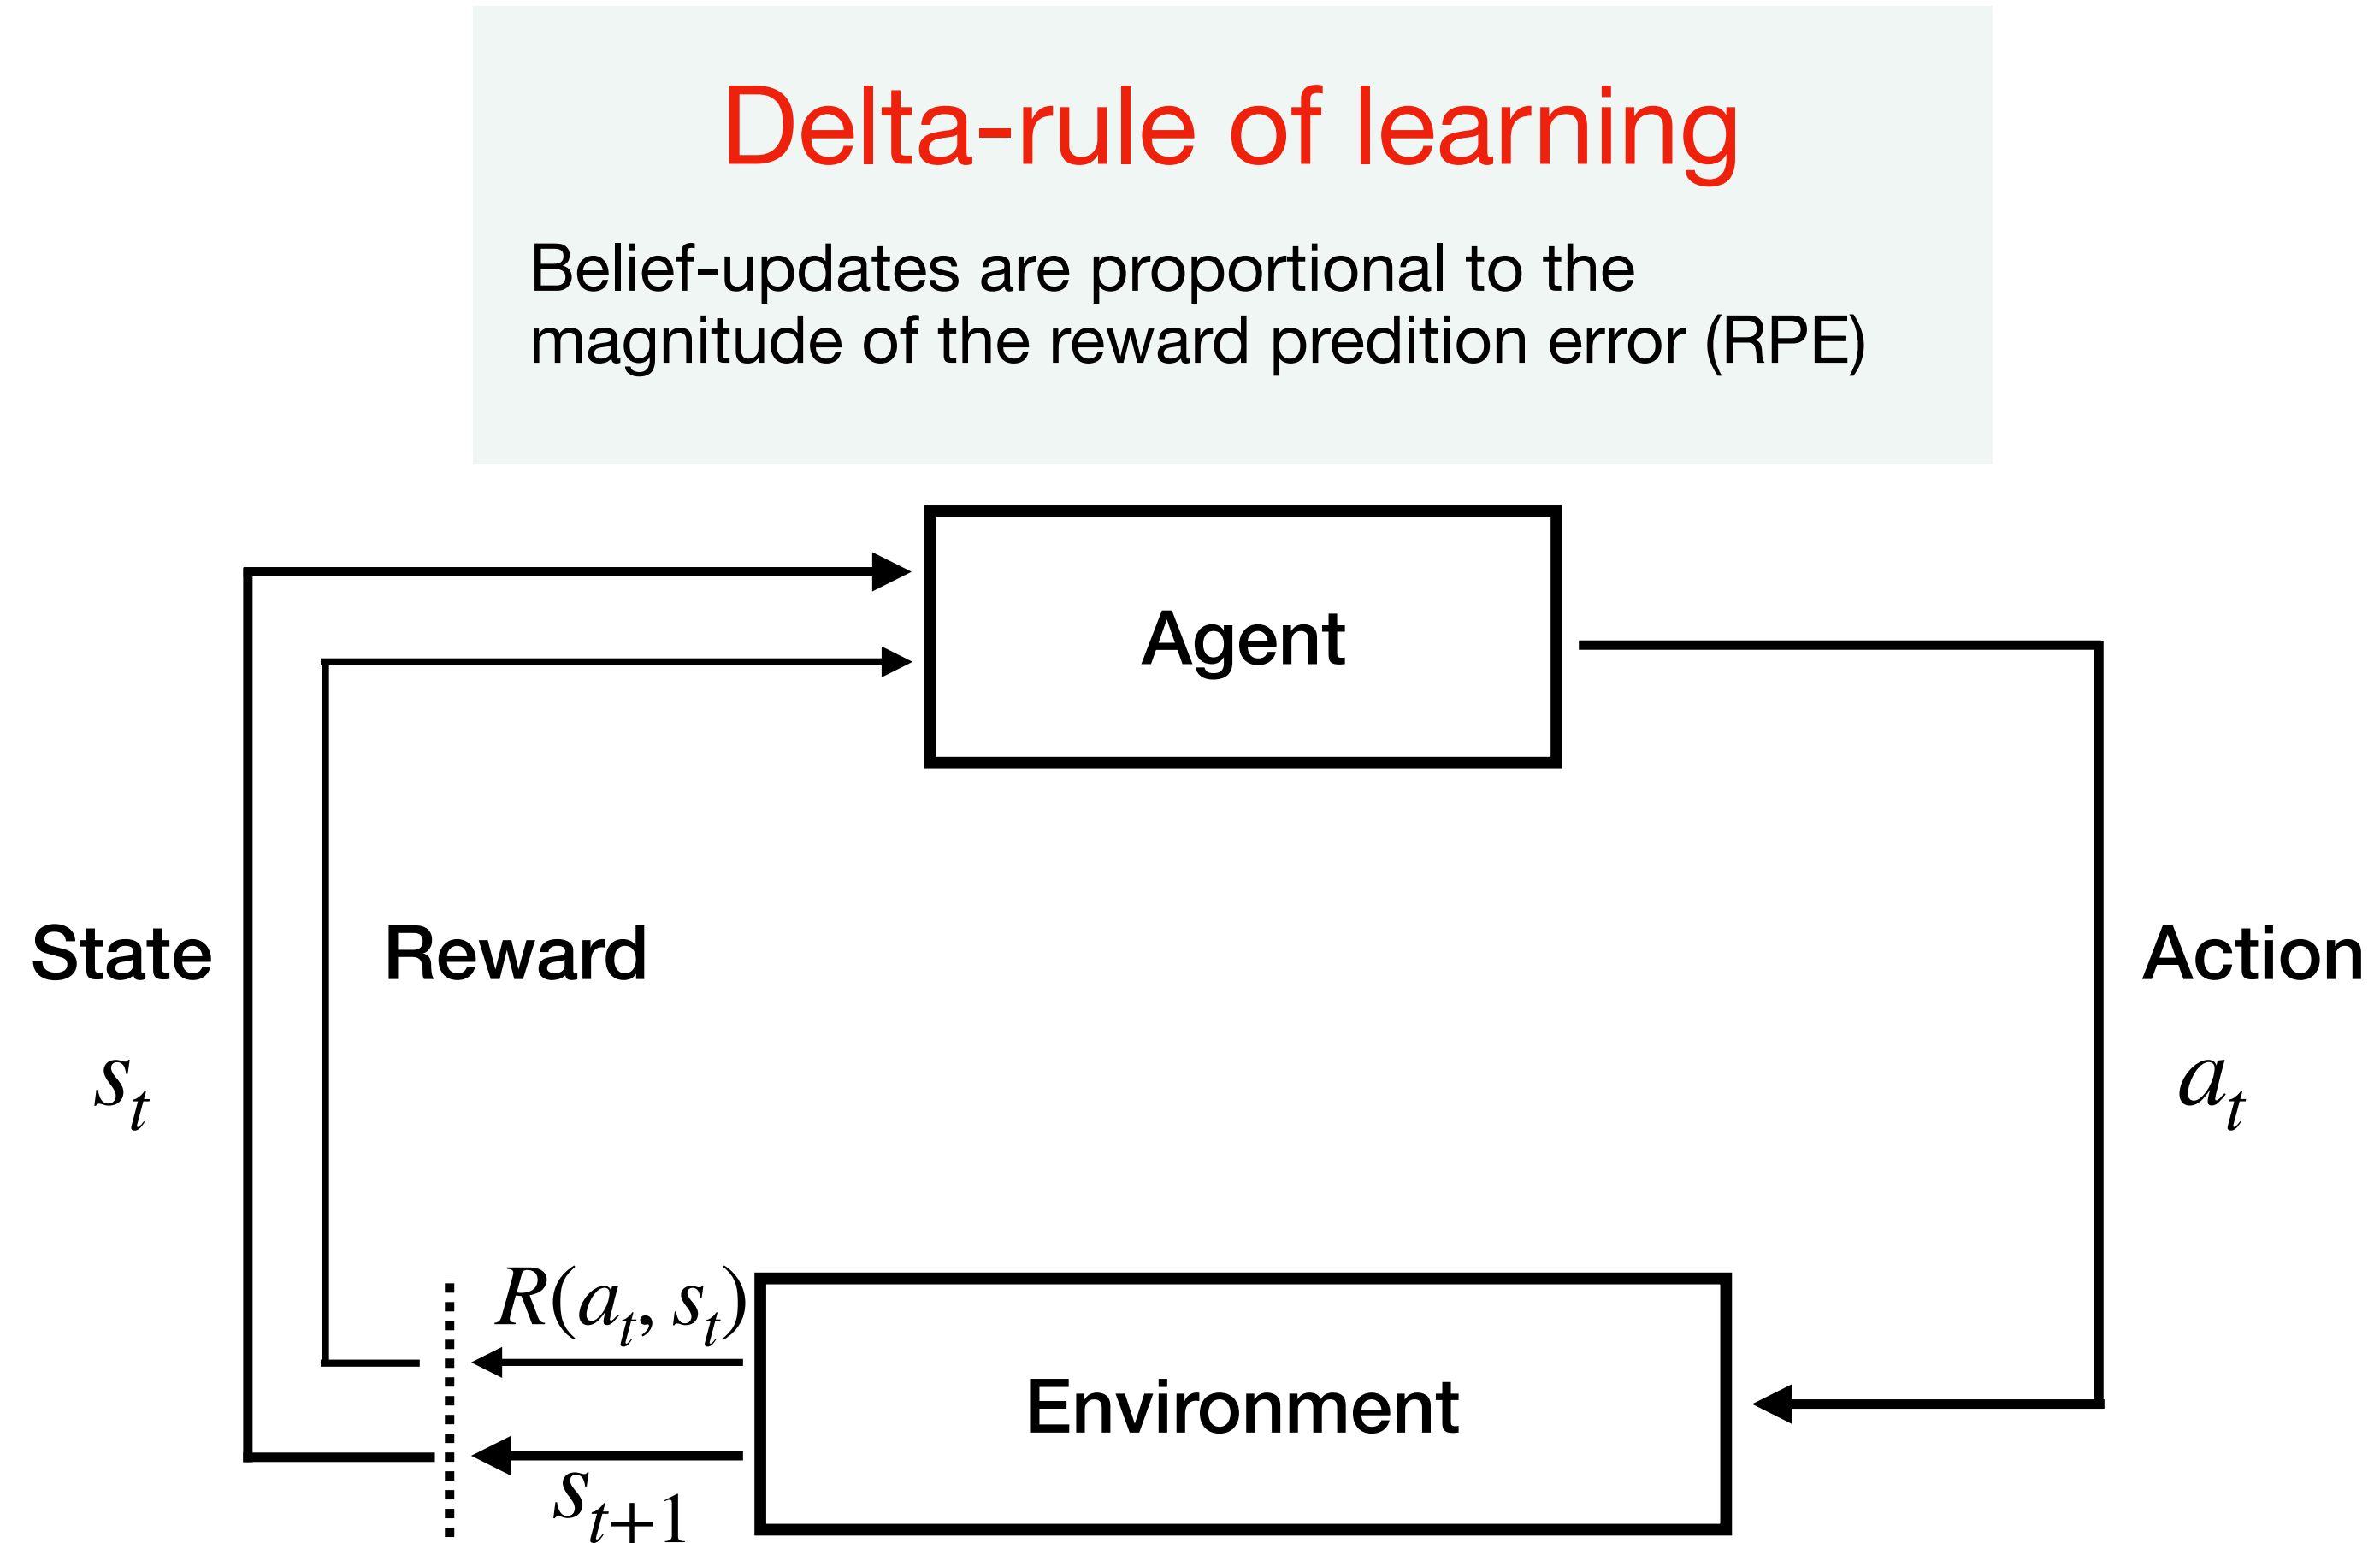 Delta-rule of learning
Belief-updates are proportional to the
magnitude of the reward predition error (RPE)
Agent
State
Reward
Action
s_t
a_t
R(a_t, s_t)
Environment
s_{t+1}